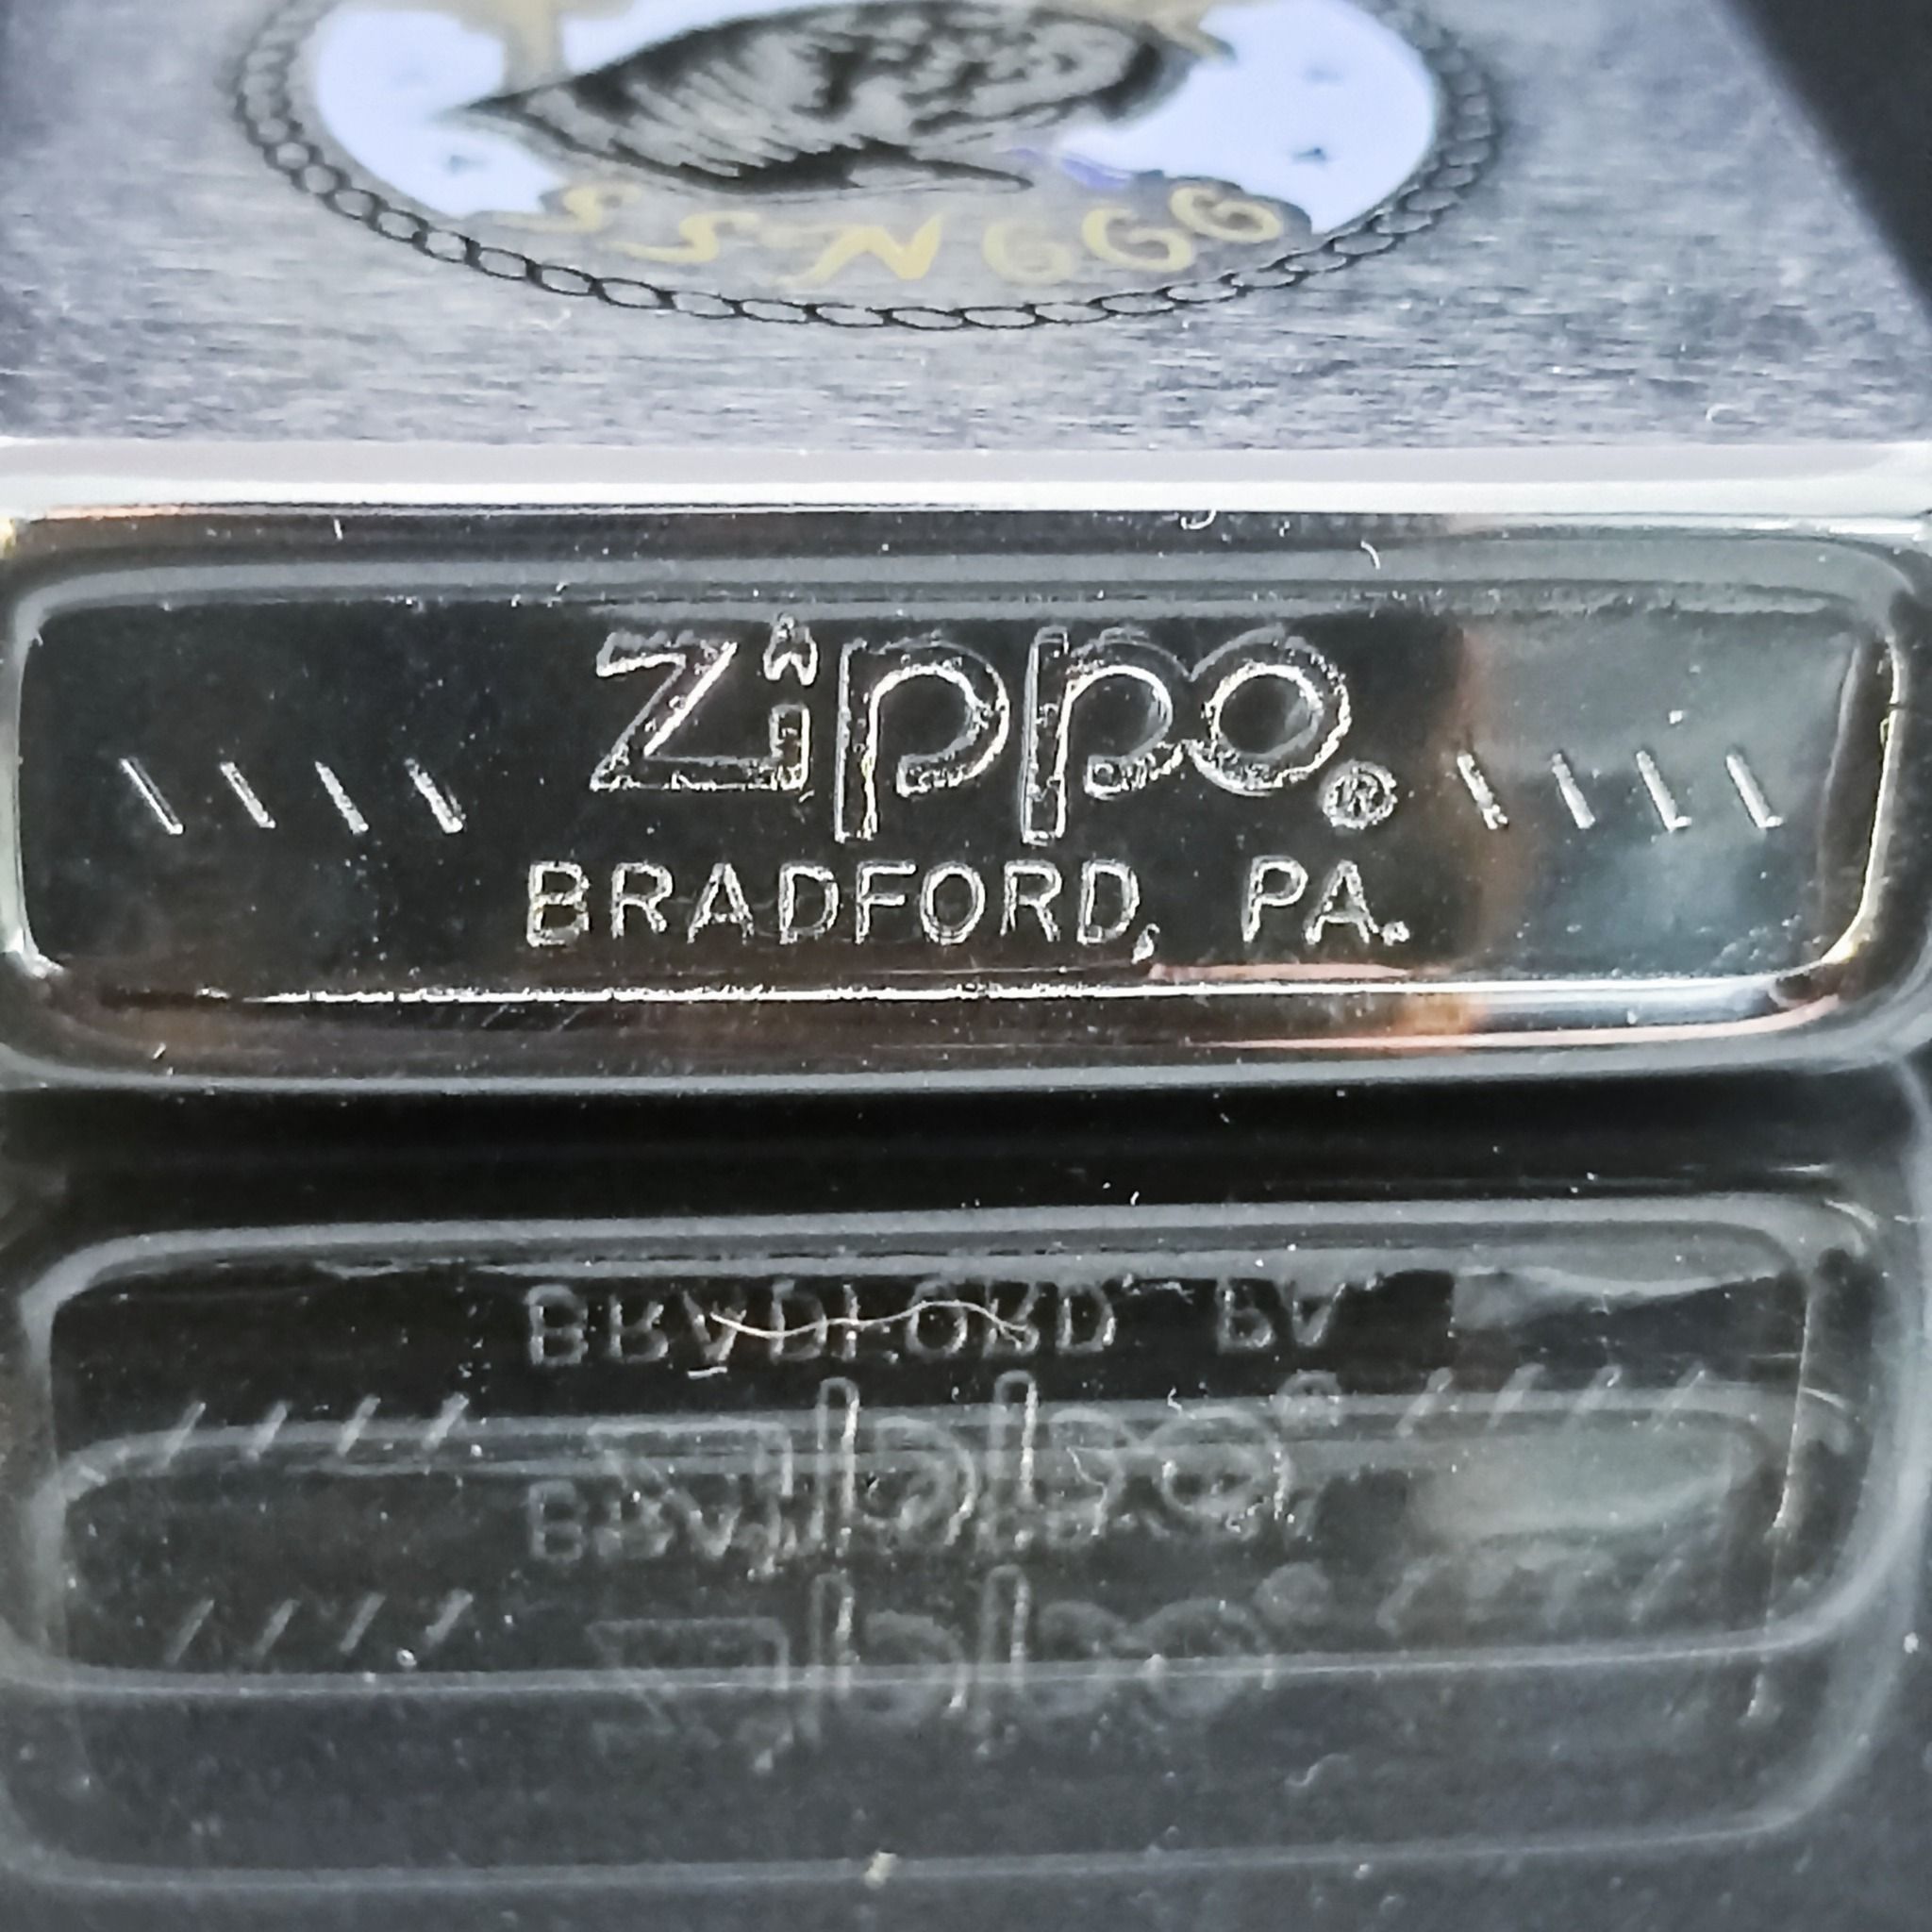 SSN 666
\\\\ Zippo® \\\\
BRADFORD, PA.